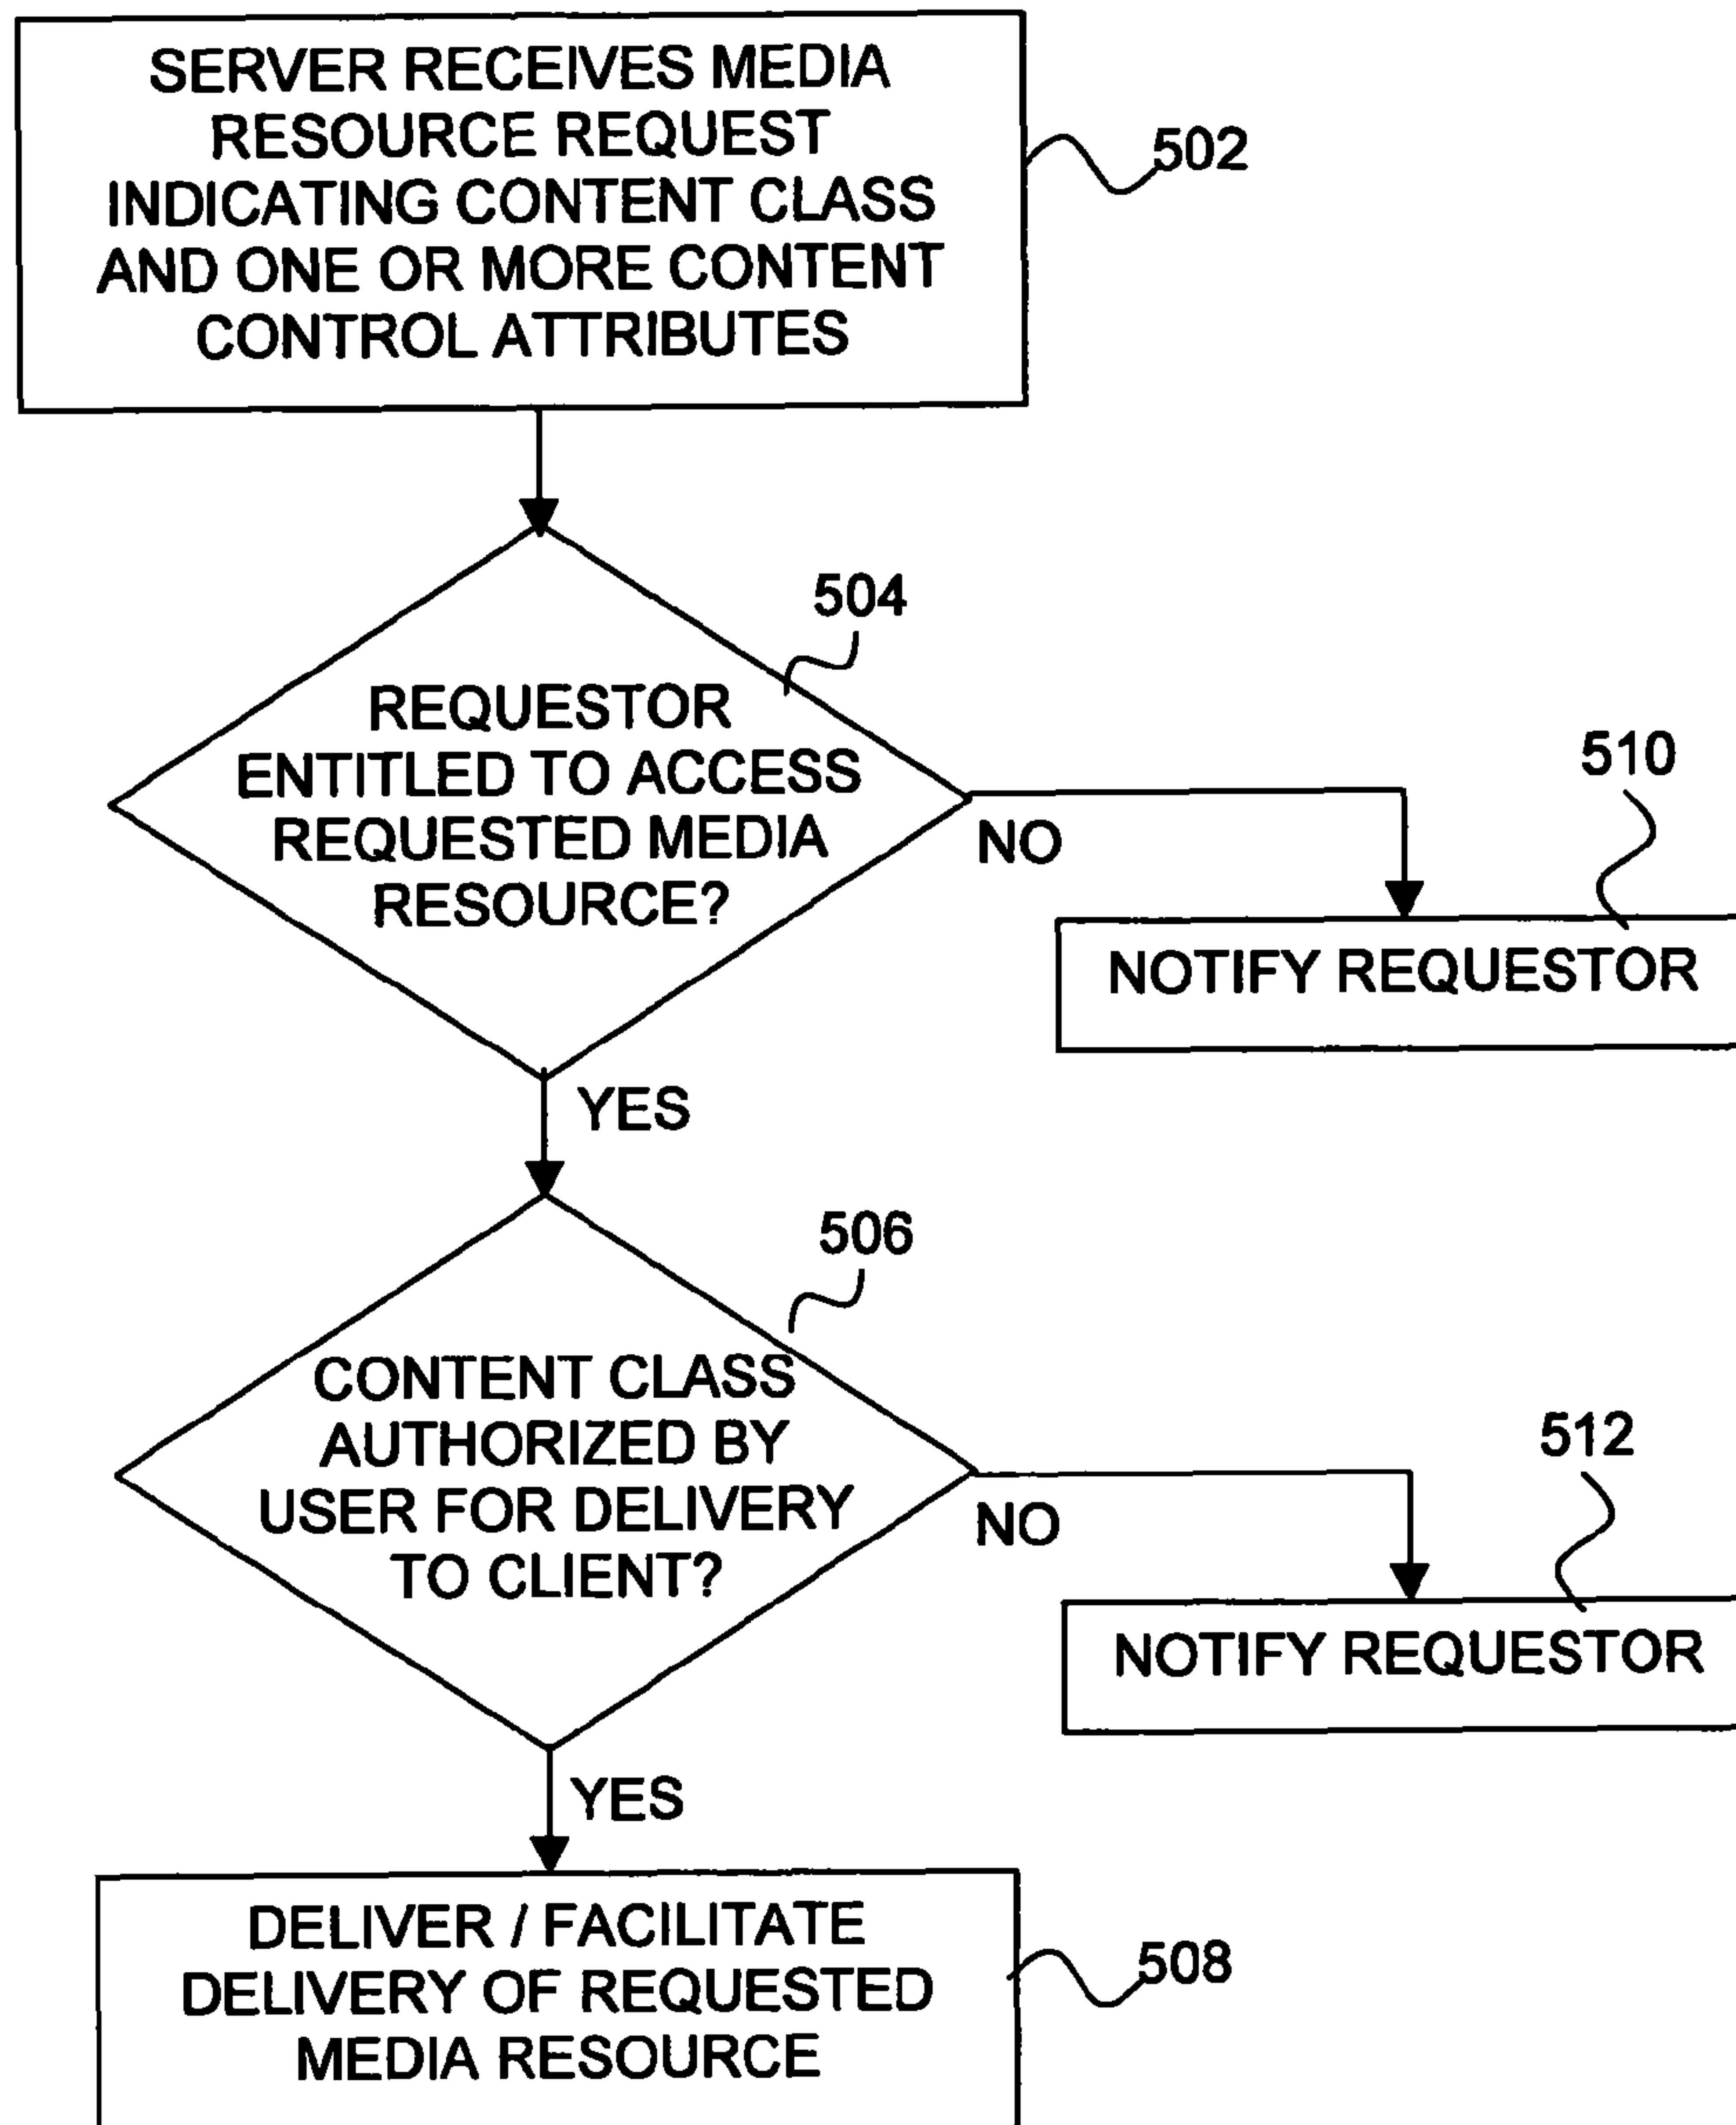 SERVER RECEIVES MEDIA
RESOURCE REQUEST
INDICATING CONTENT CLASS
AND ONE OR MORE CONTENT
CONTROL ATTRIBUTES
502
504
REQUESTOR
ENTITLED TO ACCESS
REQUESTED MEDIA
RESOURCE?
NO
510
NOTIFY REQUESTOR
YES
506
CONTENT CLASS
AUTHORIZED BY
USER FOR DELIVERY
TO CLIENT?
NO
512
NOTIFY REQUESTOR
YES
DELIVER / FACILITATE
DELIVERY OF REQUESTED
MEDIA RESOURCE
508